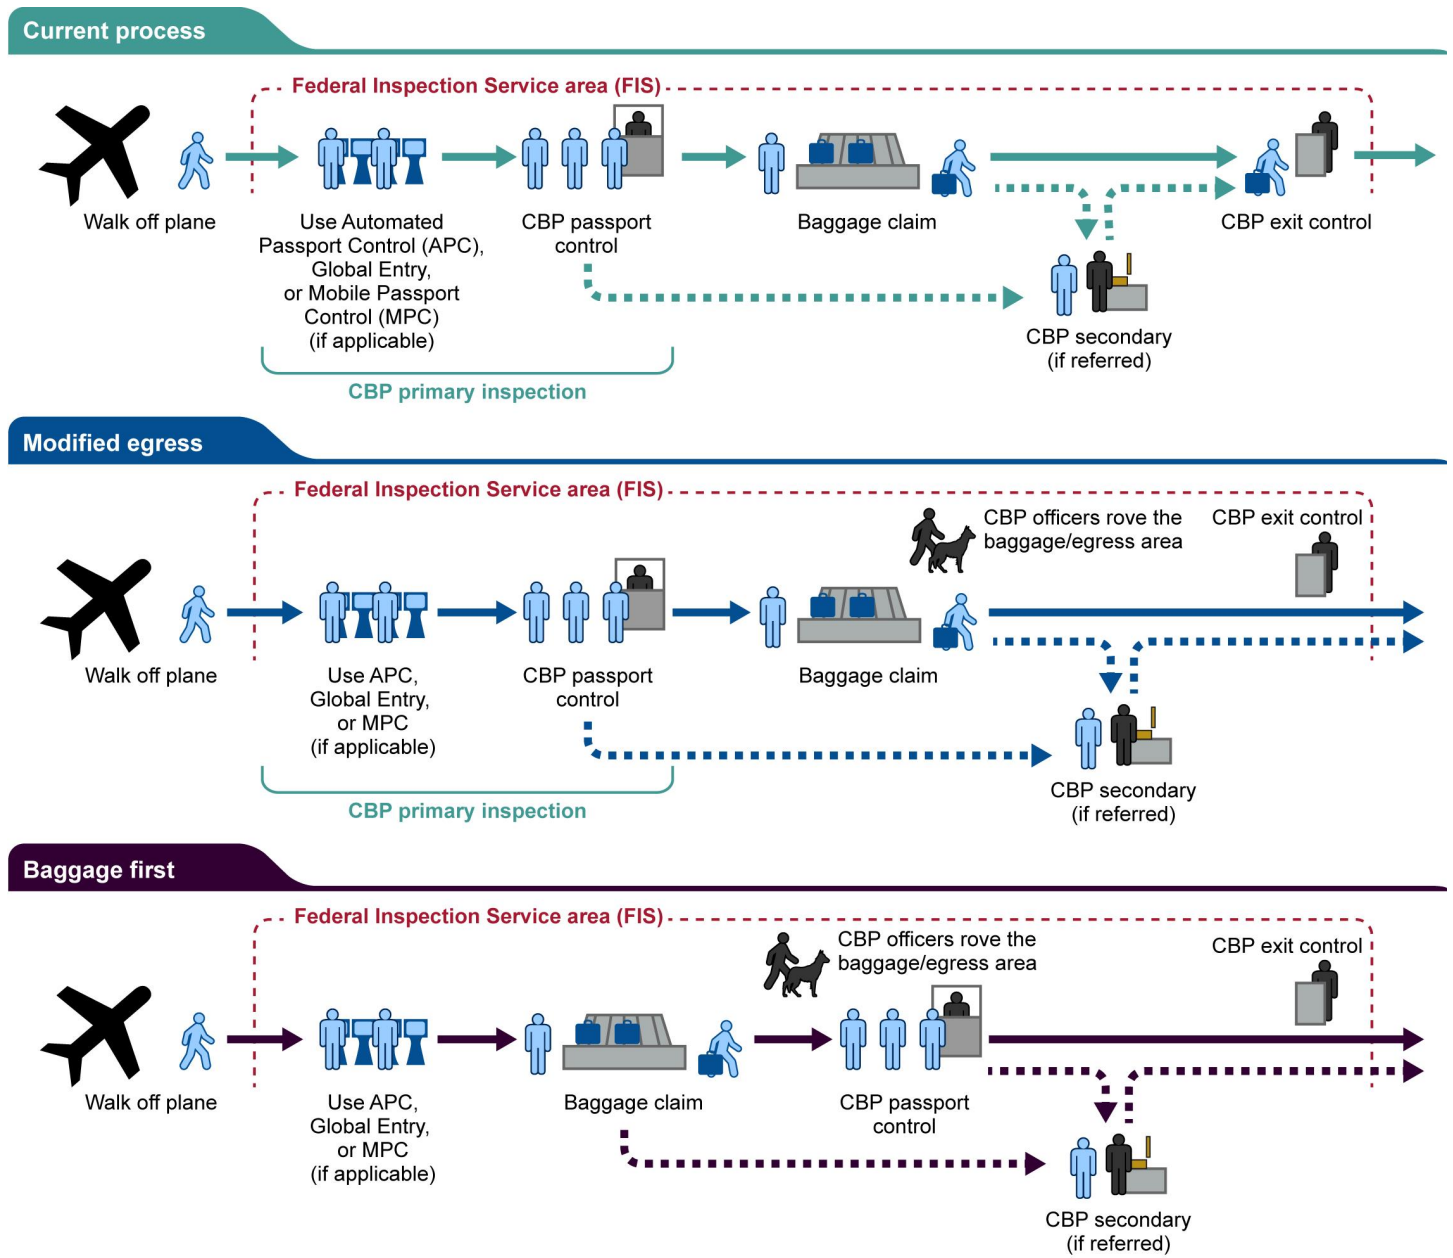 Current process
Federal Inspection Service area (FIS)
Walk off plane
Use Automated
Passport Control (APC),
Global Entry,
or Mobile Passport
Control (MPC)
(if applicable)
CBP passport
control
Baggage claim
CBP exit control
CBP secondary
(if referred)
CBP primary inspection
Modified egress
Federal Inspection Service area (FIS)
CBP officers rove the
baggage/egress area
CBP exit control
Walk off plane
Use APC,
Global Entry,
or MPC
(if applicable)
CBP passport
control
Baggage claim
CBP secondary
(if referred)
CBP primary inspection
Baggage first
Federal Inspection Service area (FIS)
CBP officers rove the
baggage/egress area
CBP exit control
Walk off plane
Use APC,
Global Entry,
or MPC
(if applicable)
Baggage claim
CBP passport
control
CBP secondary
(if referred)